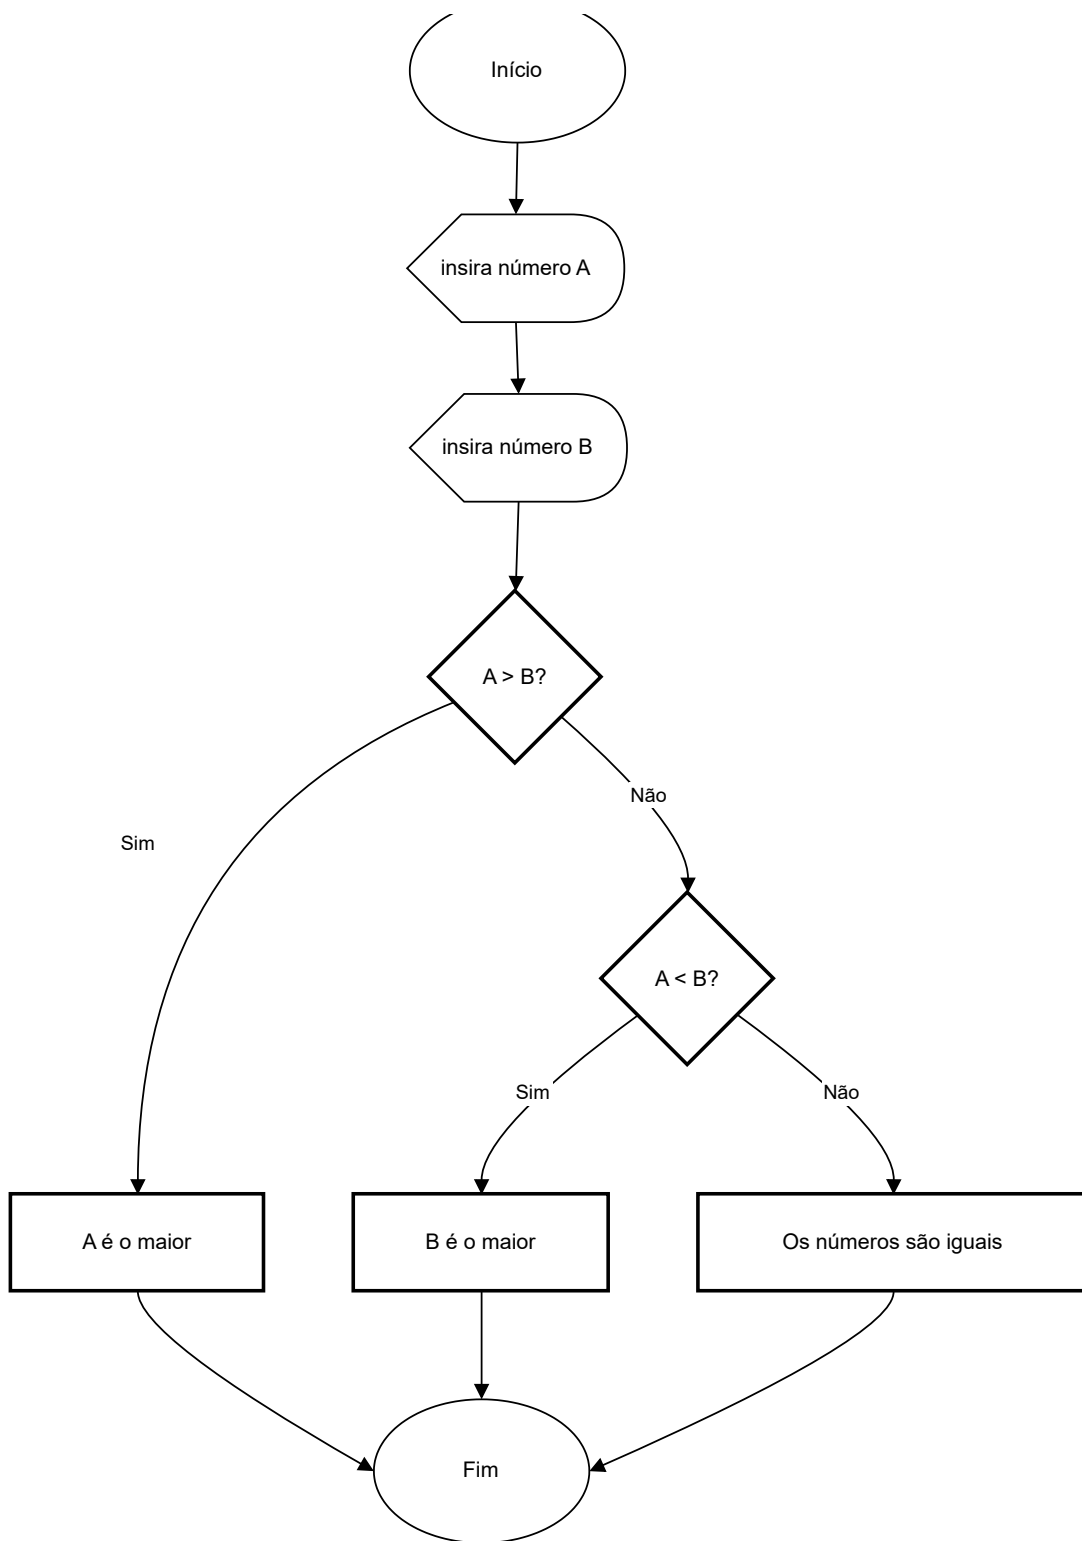 Início
insira número A
insira número B
A > B?
Não
Sim
A < B?
Sim
Não
A é o maior
B é o maior
Os números são iguais
Fim